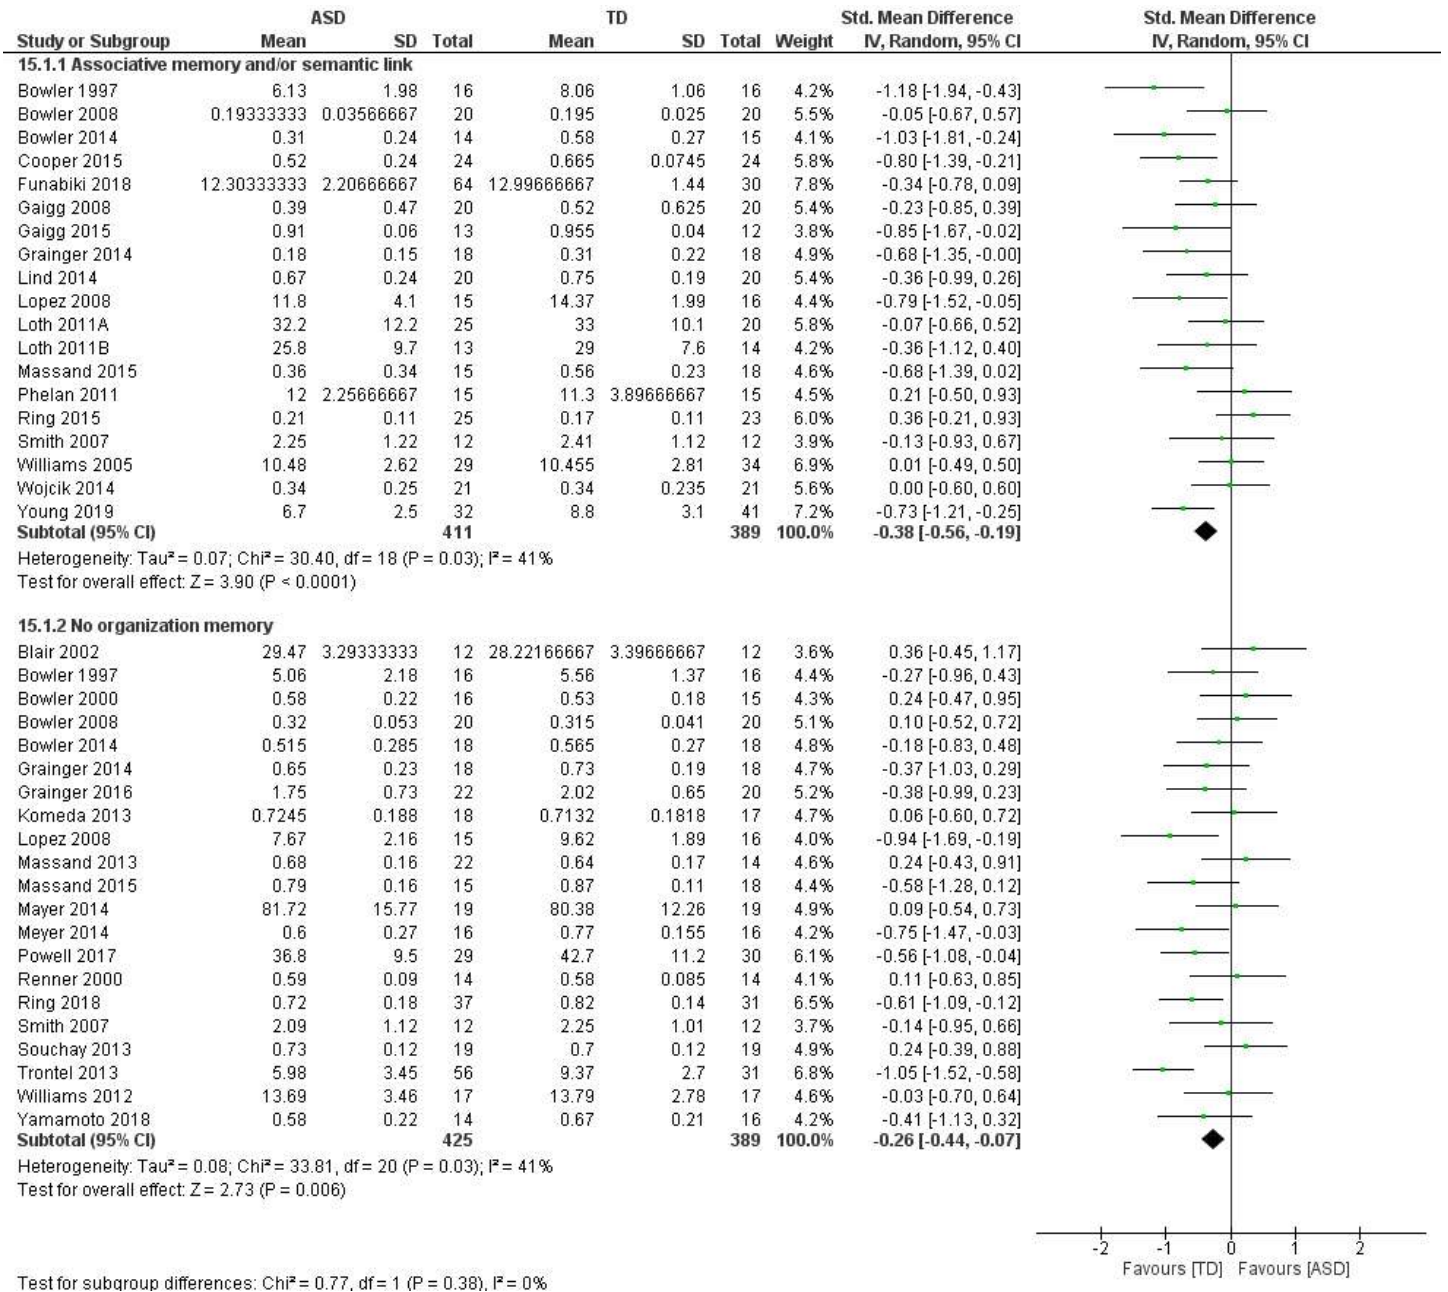 ASD TD Std. Mean Difference Std. Mean Difference
Study or Subgroup Mean SD Total Mean SD Total Weight IV, Random, 95% CI IV, Random, 95% CI
15.1.1 Associative memory and/or semantic link
Bowler 1997 6.13 1.98 16 8.06 1.06 16 4.2% -1.18 [-1.94, -0.43]
Bowler 2008 0.19333333 0.03566667 20 0.195 0.025 20 5.5% -0.05 [-0.67, 0.57]
Bowler 2014 0.31 0.24 14 0.58 0.27 15 4.1% -1.03 [-1.81, -0.24]
Cooper 2015 0.52 0.24 24 0.665 0.0745 24 5.8% -0.80 [-1.39, -0.21]
Funabiki 2018 12.30333333 2.20666667 64 12.99666667 1.44 30 7.8% -0.34 [-0.78, 0.09]
Gaigg 2008 0.39 0.47 20 0.52 0.625 20 5.4% -0.23 [-0.85, 0.39]
Gaigg 2015 0.91 0.06 13 0.955 0.04 12 3.8% -0.85 [-1.67, -0.02]
Grainger 2014 0.18 0.15 18 0.31 0.22 18 4.9% -0.68 [-1.35, -0.00]
Lind 2014 0.67 0.24 20 0.75 0.19 20 5.4% -0.36 [-0.99, 0.26]
Lopez 2008 11.8 4.1 15 14.37 1.99 16 4.4% -0.79 [-1.52, -0.05]
Loth 2011A 32.2 12.2 25 33 10.1 20 5.8% -0.07 [-0.66, 0.52]
Loth 2011B 25.8 9.7 13 29 7.6 14 4.2% -0.36 [-1.12, 0.40]
Massand 2015 0.36 0.34 15 0.56 0.23 18 4.6% -0.68 [-1.39, 0.02]
Phelan 2011 12 2.25666667 15 11.3 3.89666667 15 4.5% 0.21 [-0.50, 0.93]
Ring 2015 0.21 0.11 25 0.17 0.11 23 6.0% 0.36 [-0.21, 0.93]
Smith 2007 2.25 1.22 12 2.41 1.12 12 3.9% -0.13 [-0.93, 0.67]
Williams 2005 10.48 2.62 29 10.455 2.81 34 6.9% 0.01 [-0.49, 0.50]
Wojcik 2014 0.34 0.25 21 0.34 0.235 21 5.6% 0.00 [-0.60, 0.60]
Young 2019 6.7 2.5 32 8.8 3.1 41 7.2% -0.73 [-1.21, -0.25]
Subtotal (95% CI) 411 389 100.0% -0.38 [-0.56, -0.19]
Heterogeneity: Tau² = 0.07; Chi² = 30.40, df = 18 (P = 0.03); I² = 41%
Test for overall effect: Z = 3.90 (P < 0.0001)
15.1.2 No organization memory
Blair 2002 29.47 3.29333333 12 28.22166667 3.39666667 12 3.6% 0.36 [-0.45, 1.17]
Bowler 1997 5.06 2.18 16 5.56 1.37 16 4.4% -0.27 [-0.96, 0.43]
Bowler 2000 0.58 0.22 16 0.53 0.18 15 4.3% 0.24 [-0.47, 0.95]
Bowler 2008 0.32 0.053 20 0.315 0.041 20 5.1% 0.10 [-0.52, 0.72]
Bowler 2014 0.515 0.285 18 0.565 0.27 18 4.8% -0.18 [-0.83, 0.48]
Grainger 2014 0.65 0.23 18 0.73 0.19 18 4.7% -0.37 [-1.03, 0.29]
Grainger 2016 1.75 0.73 22 2.02 0.65 20 5.2% -0.38 [-0.99, 0.23]
Komeda 2013 0.7245 0.188 18 0.7132 0.1818 17 4.7% 0.06 [-0.60, 0.72]
Lopez 2008 7.67 2.16 15 9.62 1.89 16 4.0% -0.94 [-1.69, -0.19]
Massand 2013 0.68 0.16 22 0.64 0.17 14 4.6% 0.24 [-0.43, 0.91]
Massand 2015 0.79 0.16 15 0.87 0.11 18 4.4% -0.58 [-1.28, 0.12]
Mayer 2014 81.72 15.77 19 80.38 12.26 19 4.9% 0.09 [-0.54, 0.73]
Meyer 2014 0.6 0.27 16 0.77 0.155 16 4.2% -0.75 [-1.47, -0.03]
Powell 2017 36.8 9.5 29 42.7 11.2 30 6.1% -0.56 [-1.08, -0.04]
Renner 2000 0.59 0.09 14 0.58 0.085 14 4.1% 0.11 [-0.63, 0.85]
Ring 2018 0.72 0.18 37 0.82 0.14 31 6.5% -0.61 [-1.09, -0.12]
Smith 2007 2.09 1.12 12 2.25 1.01 12 3.7% -0.14 [-0.95, 0.66]
Souchay 2013 0.73 0.12 19 0.7 0.12 19 4.9% 0.24 [-0.39, 0.88]
Trontel 2013 5.98 3.45 56 9.37 2.7 31 6.8% -1.05 [-1.52, -0.58]
Williams 2012 13.69 3.46 17 13.79 2.78 17 4.6% -0.03 [-0.70, 0.64]
Yamamoto 2018 0.58 0.22 14 0.67 0.21 16 4.2% -0.41 [-1.13, 0.32]
Subtotal (95% CI) 425 389 100.0% -0.26 [-0.44, -0.07]
Heterogeneity: Tau² = 0.08; Chi² = 33.81, df = 20 (P = 0.03); I² = 41%
Test for overall effect: Z = 2.73 (P = 0.006)
-2 -1 0 1 2
Favours [TD] Favours [ASD]
Test for subgroup differences: Chi² = 0.77, df = 1 (P = 0.38), I² = 0%